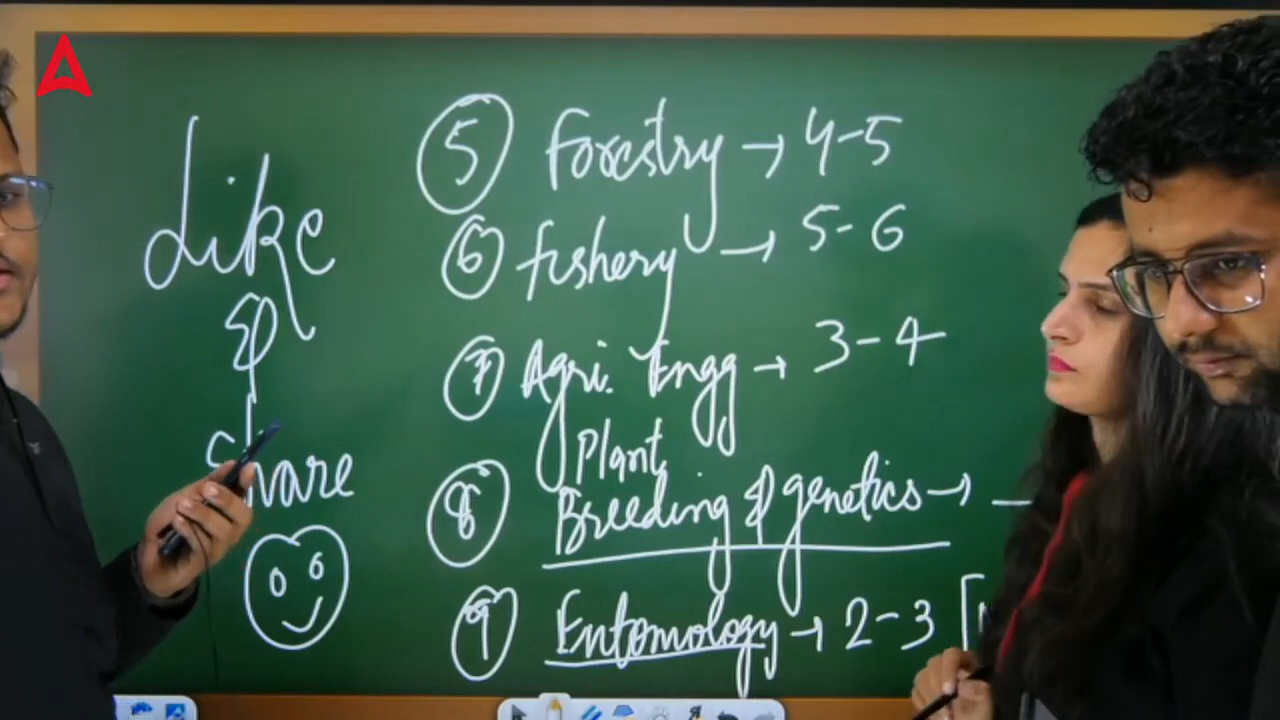 Like
&
Share
5 Forestry → 4-5
6 fishery → 5-6
7 Agri. Engg → 3-4
8 Plant
Breeding & genetics → -
9 Entomology → 2-3 [